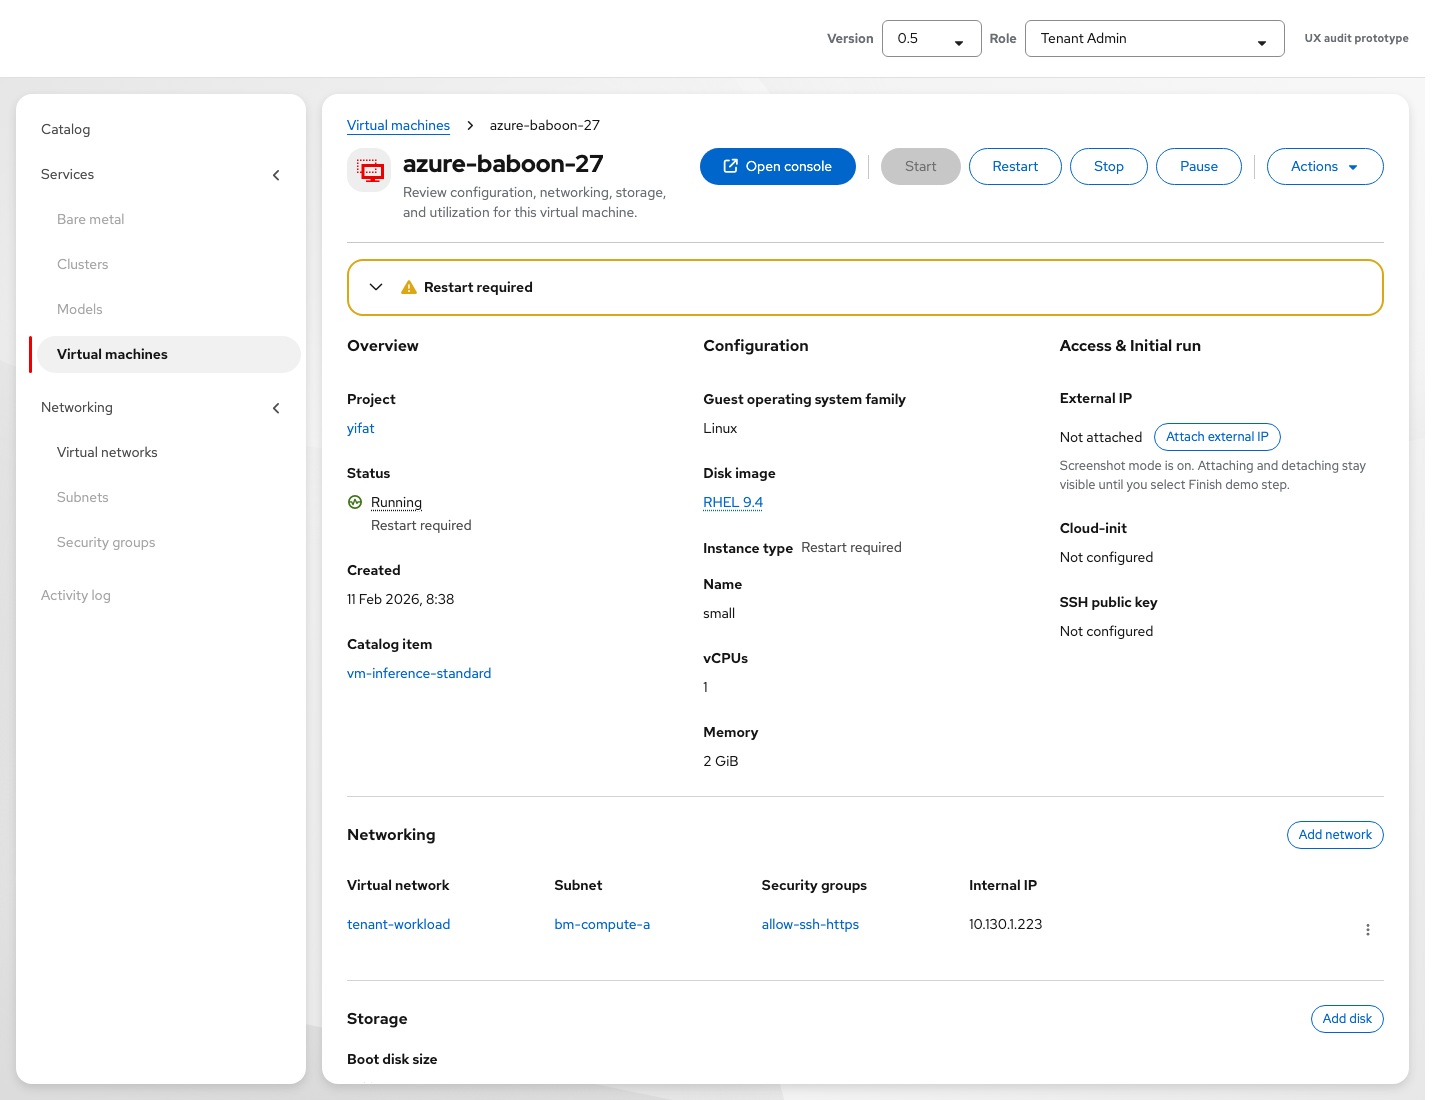 Version
0.5
Role
Tenant Admin
UX audit prototype
Catalog
Services
Bare metal
Clusters
Models
Virtual machines
Networking
Virtual networks
Subnets
Security groups
Activity log
Virtual machines
azure-baboon-27
azure-baboon-27
Review configuration, networking, storage,
and utilization for this virtual machine.
Open console
Start
Restart
Stop
Pause
Actions
Restart required
Overview
Project
yifat
Status
Running
Restart required
Created
11 Feb 2026, 8:38
Catalog item
vm-inference-standard
Configuration
Guest operating system family
Linux
Disk image
RHEL 9.4
Instance type Restart required
Name
small
vCPUs
1
Memory
2 GiB
Access & Initial run
External IP
Not attached
Attach external IP
Screenshot mode is on. Attaching and detaching stay
visible until you select Finish demo step.
Cloud-init
Not configured
SSH public key
Not configured
Networking
Add network
Virtual network
Subnet
Security groups
Internal IP
tenant-workload
bm-compute-a
allow-ssh-https
10.130.1.223
Storage
Add disk
Boot disk size